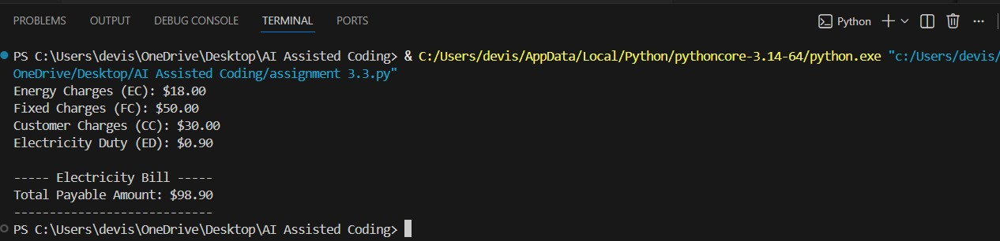 PROBLEMS OUTPUT DEBUG CONSOLE TERMINAL PORTS Python
PS C:\Users\devis\OneDrive\Desktop\AI Assisted Coding> & C:/Users/devis/AppData/Local/Python/pythoncore-3.14-64/python.exe "c:/Users/devis/
OneDrive/Desktop/AI Assisted Coding/assignment 3.3.py"
Energy Charges (EC): $18.00
Fixed Charges (FC): $50.00
Customer Charges (CC): $30.00
Electricity Duty (ED): $0.90
----- Electricity Bill -----
Total Payable Amount: $98.90
----------------------------
PS C:\Users\devis\OneDrive\Desktop\AI Assisted Coding>